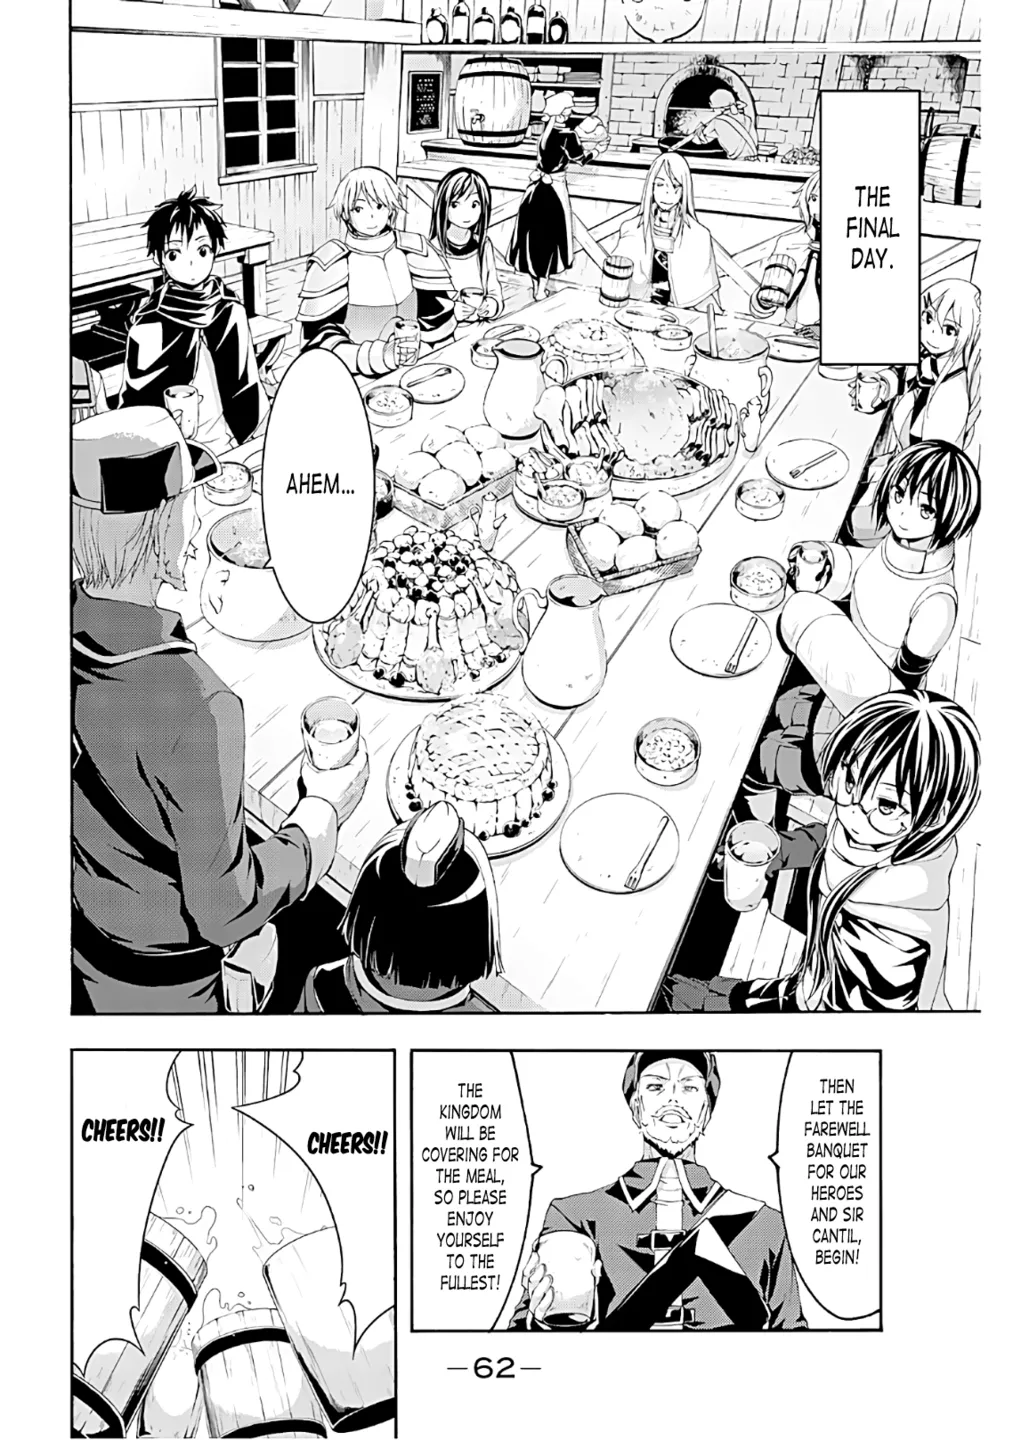 THE
FINAL
DAY.
AHEM...
THEN
LET THE
FAREWELL
BANQUET
FOR OUR
HEROES
AND SIR
CANTIL,
BEGIN!
THE
KINGDOM
WILL BE
COVERING FOR
THE MEAL,
SO PLEASE
ENJOY
YOURSELF
TO THE
FULLEST!
CHEERS!!
CHEERS!!
—62—